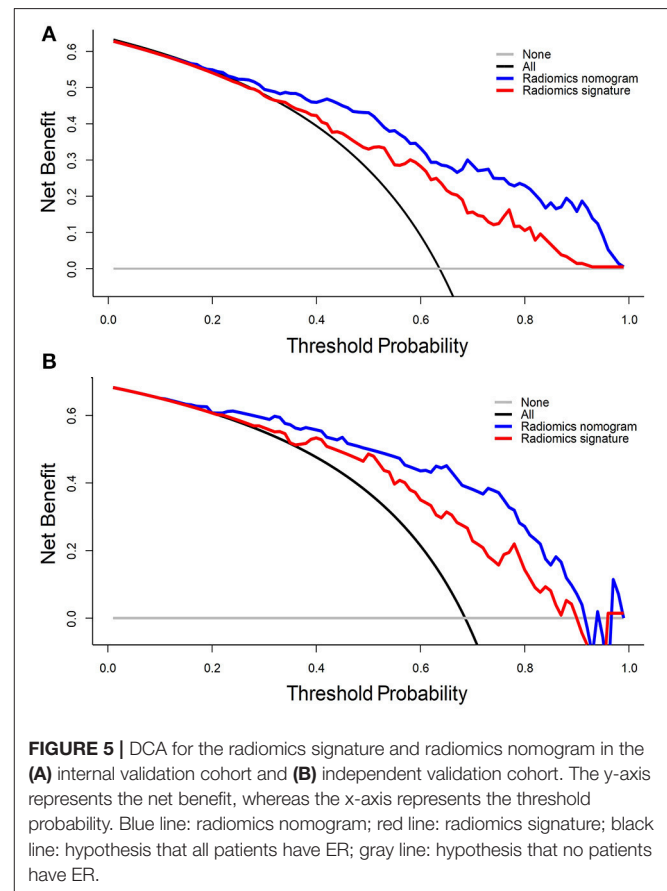 A
None
All
Radiomics nomogram
Radiomics signature
Net Benefit
0.6
0.5
0.4
0.3
0.2
0.1
0.0
0.0 0.2 0.4 0.6 0.8 1.0
Threshold Probability
B
None
All
Radiomics nomogram
Radiomics signature
Net Benefit
0.6
0.4
0.2
0.0
0.0 0.2 0.4 0.6 0.8 1.0
Threshold Probability
FIGURE 5 | DCA for the radiomics signature and radiomics nomogram in the
(A) internal validation cohort and (B) independent validation cohort. The y-axis
represents the net benefit, whereas the x-axis represents the threshold
probability. Blue line: radiomics nomogram; red line: radiomics signature; black
line: hypothesis that all patients have ER; gray line: hypothesis that no patients
have ER.